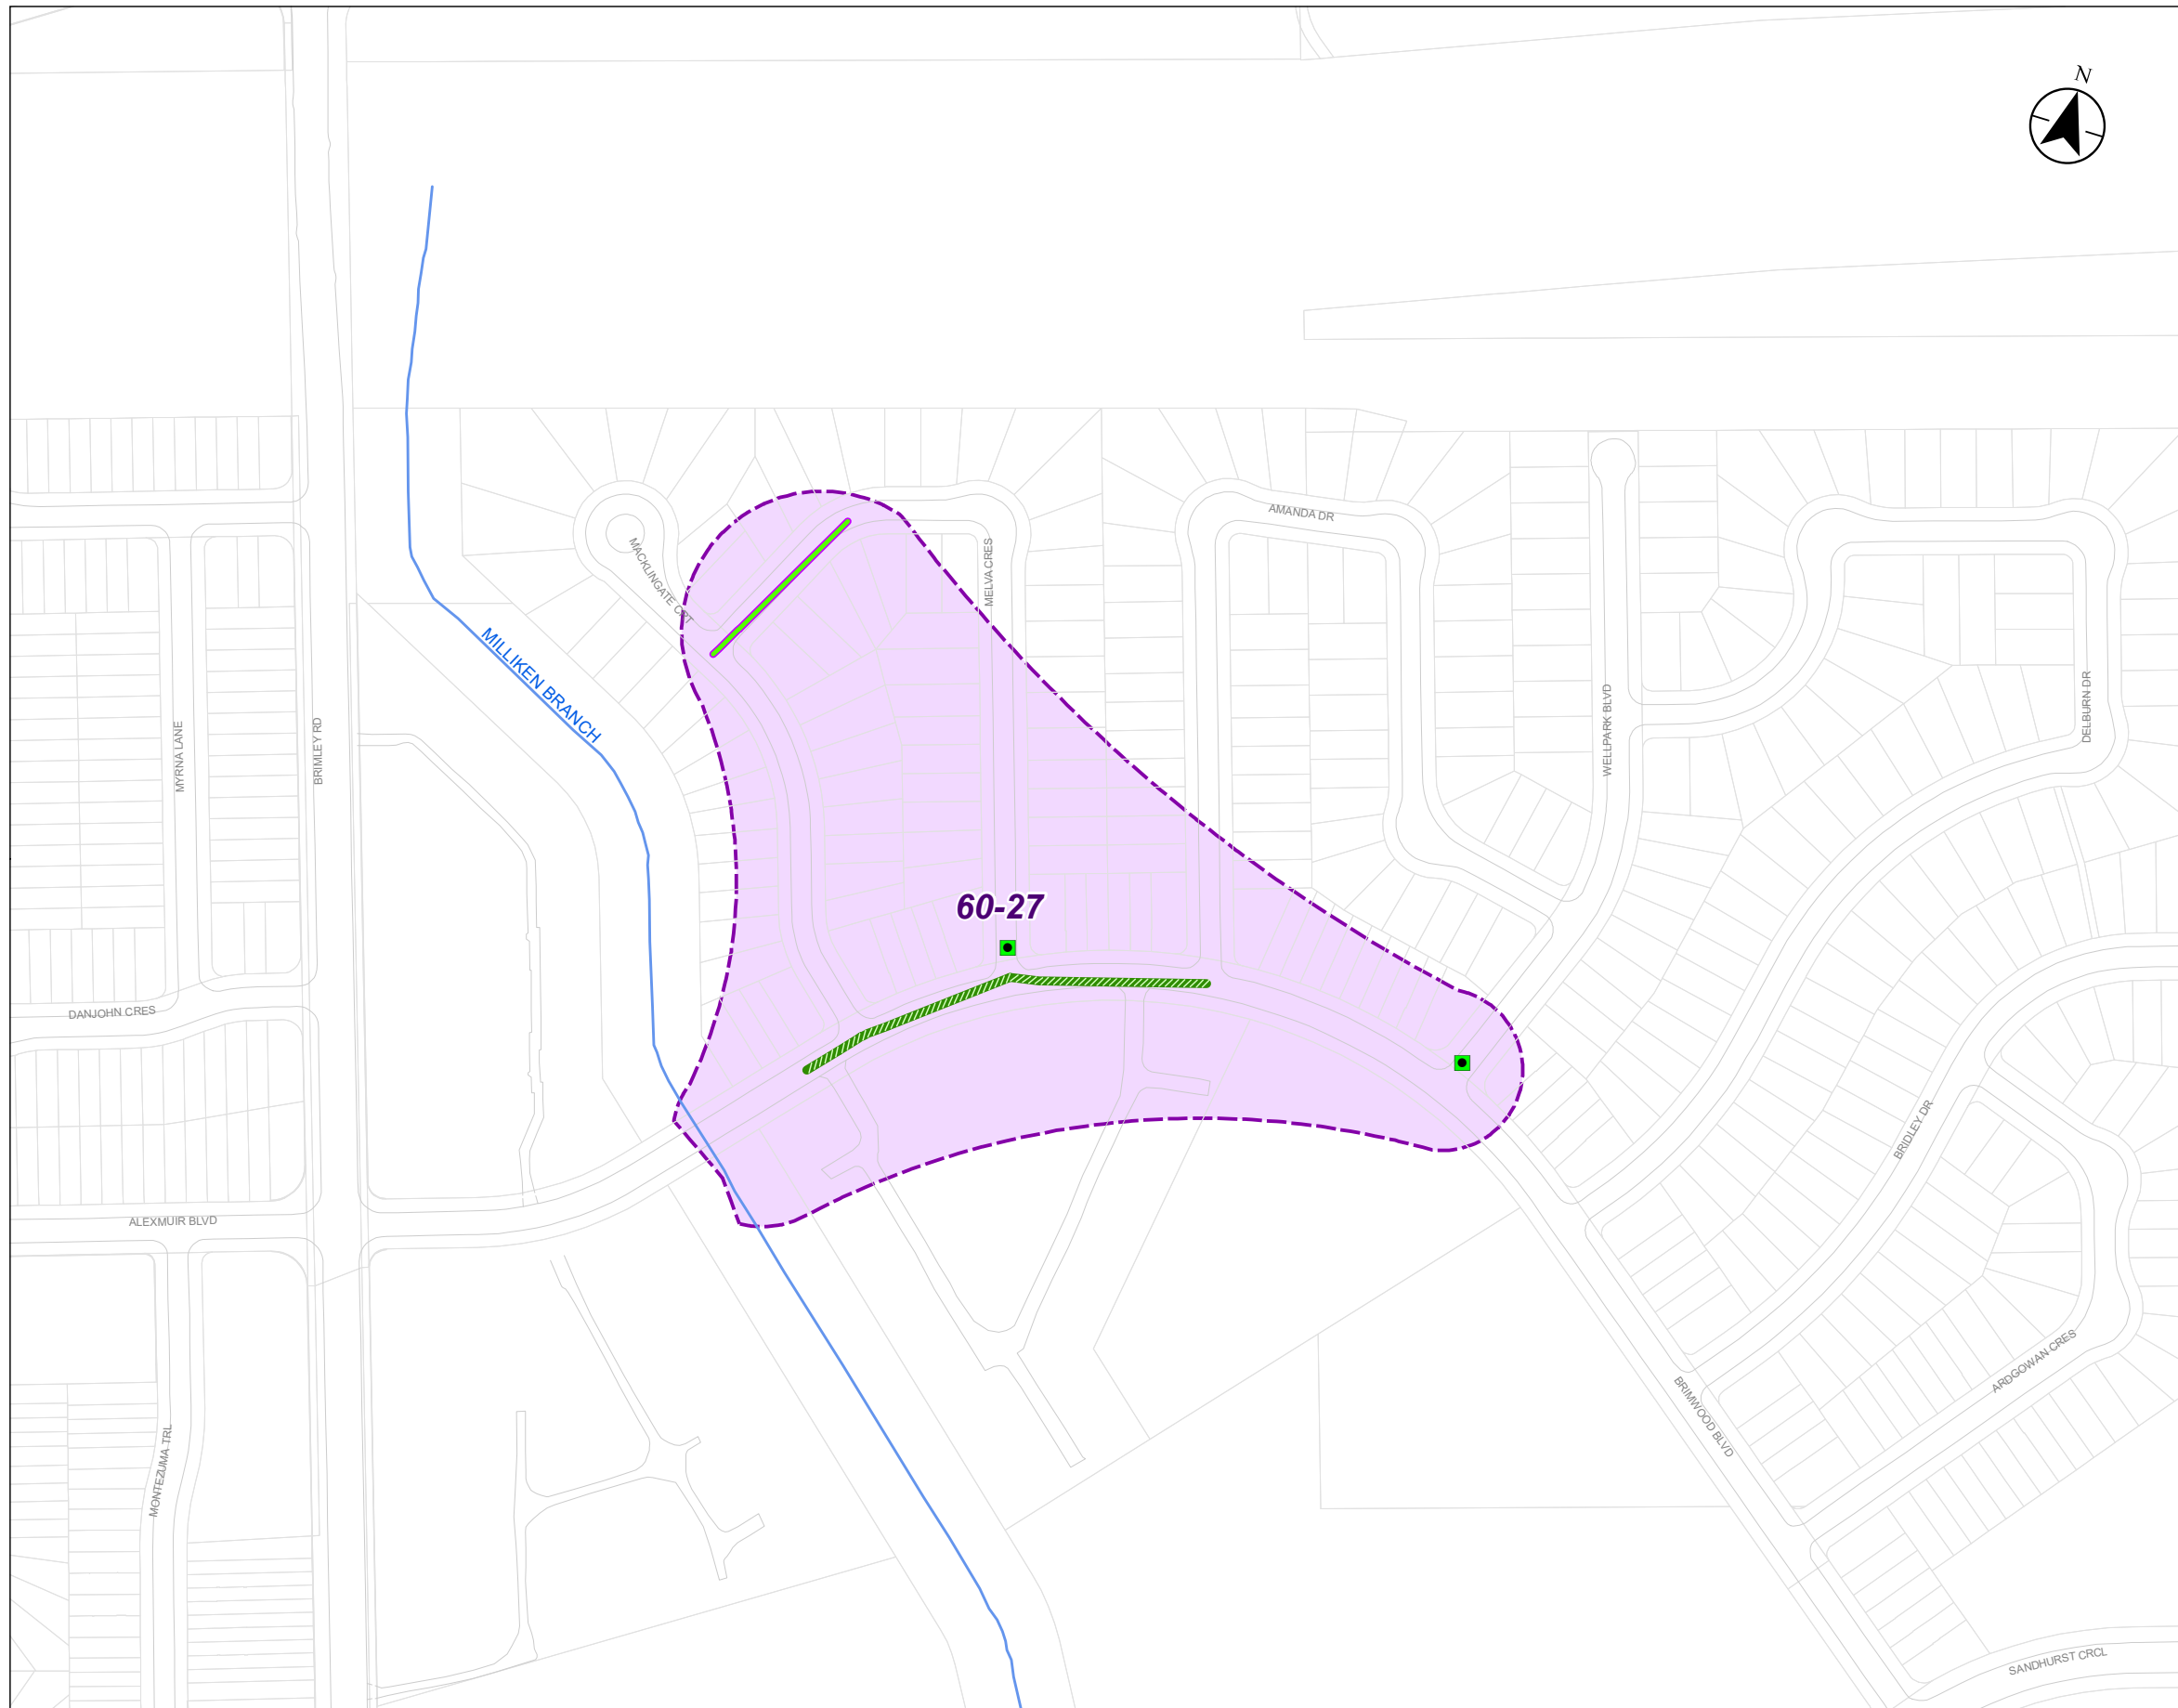 N
AMANDA DR
MACKLINGATE CRT
MELVA CRES
MILLIKEN BRANCH
MYRNA LANE
BRIMLEY RD
WELLPARK BLVD
DELBURN DR
60-27
DANJOHN CRES
BRIDLEY DR
ALEXMUIR BLVD
ARDGOWAN CRES
BRIMWOOD BLVD
MONTEZUMA TRL
SANDHURST CRCL